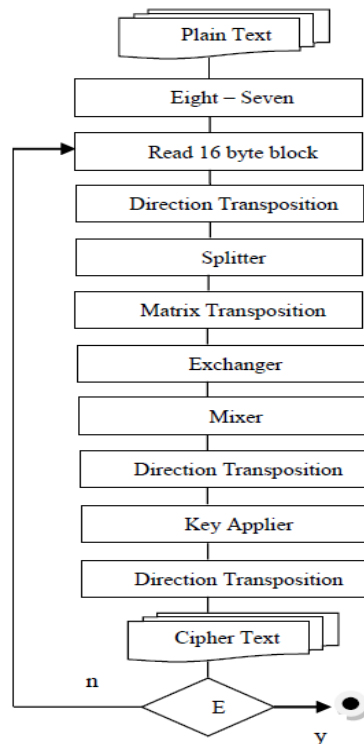 Plain Text
Eight – Seven
Read 16 byte block
Direction Transposition
Splitter
Matrix Transposition
Exchanger
Mixer
Direction Transposition
Key Applier
Direction Transposition
Cipher Text
n
E
y